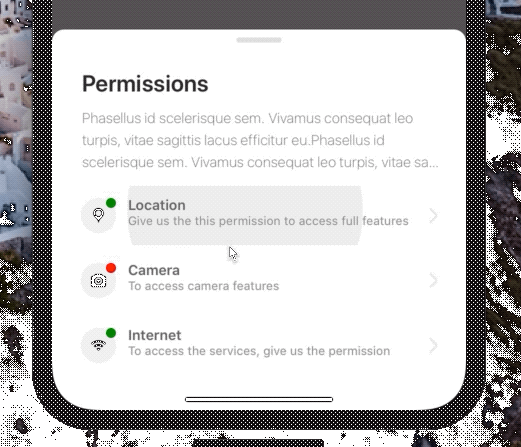 Permissions
Phasellus id scelerisque sem. Vivamus consequat leo
turpis, vitae sagittis lacus efficitur eu.Phasellus id
scelerisque sem. Vivamus consequat leo turpis, vitae sa...
Location
Give us the this permission to access full features
Camera
To access camera features
Internet
To access the services, give us the permission